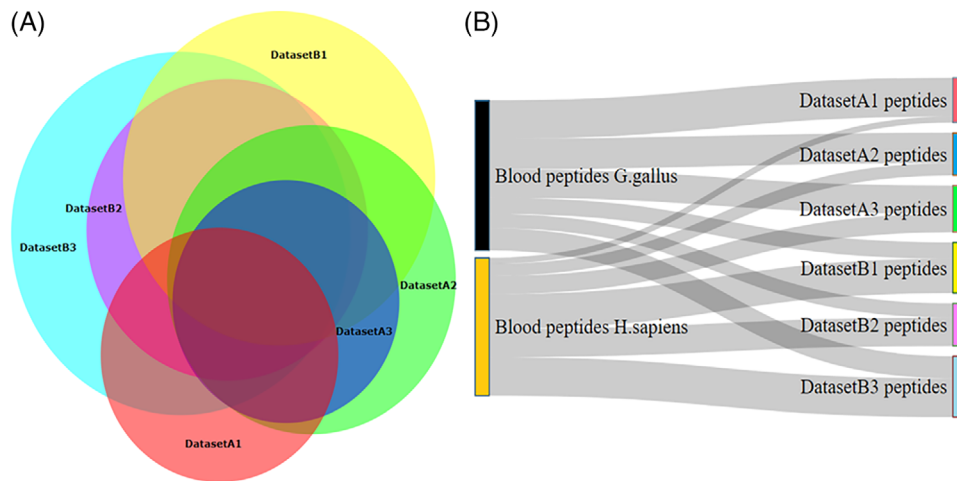 (A)
DatasetB1
DatasetB2
DatasetB3
DatasetA2
DatasetA3
DatasetA1
(B)
Blood peptides G.gallus
Blood peptides H.sapiens
DatasetA1 peptides
DatasetA2 peptides
DatasetA3 peptides
DatasetB1 peptides
DatasetB2 peptides
DatasetB3 peptides